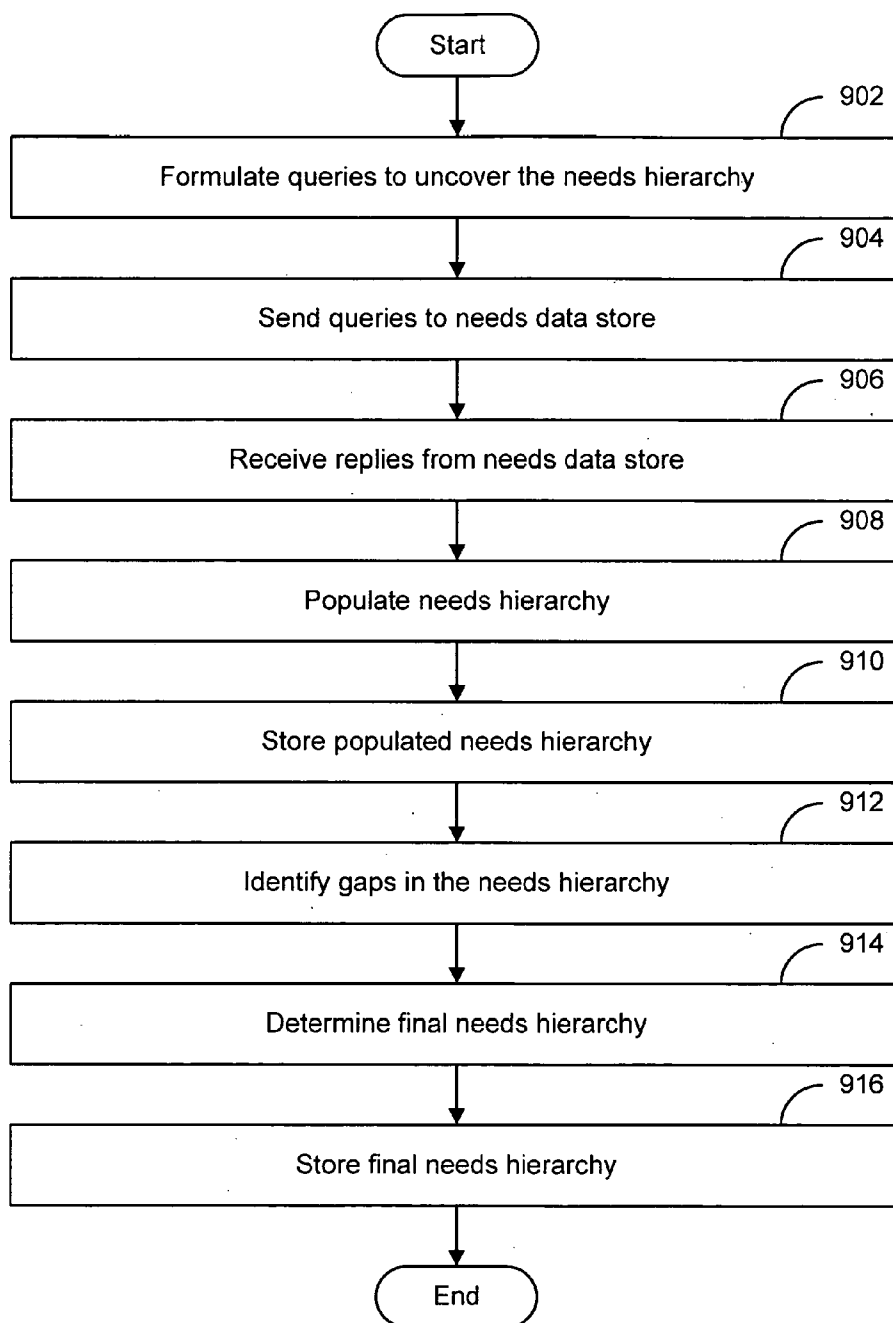 Start
902
Formulate queries to uncover the needs hierarchy
904
Send queries to needs data store
906
Receive replies from needs data store
908
Populate needs hierarchy
910
Store populated needs hierarchy
912
Identify gaps in the needs hierarchy
914
Determine final needs hierarchy
916
Store final needs hierarchy
End